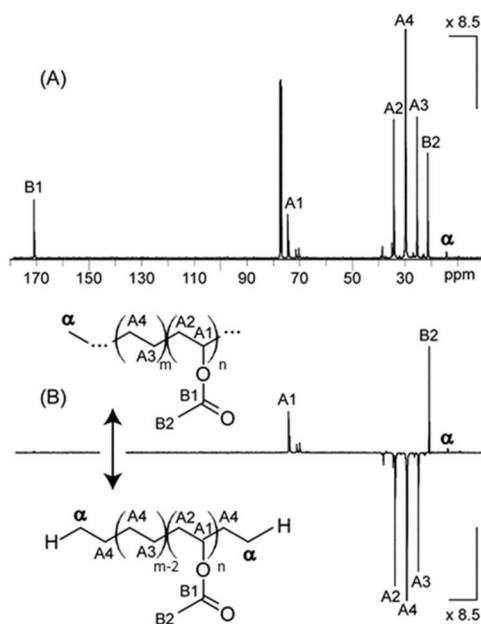 (A)
A4
x 8.5
A2
A3
B2
B1
A1
α
170 150 130 110 90 70 50 30 ppm
α
A4
A2
A1
...
...
A3
m
n
O
B1
O
B2
(B)
A1
B2
α
α
A4
A2
A4
H
A1
H
A4
A3
α
m-2
n
O
B1
O
B2
A2
A4
A3
x 8.5